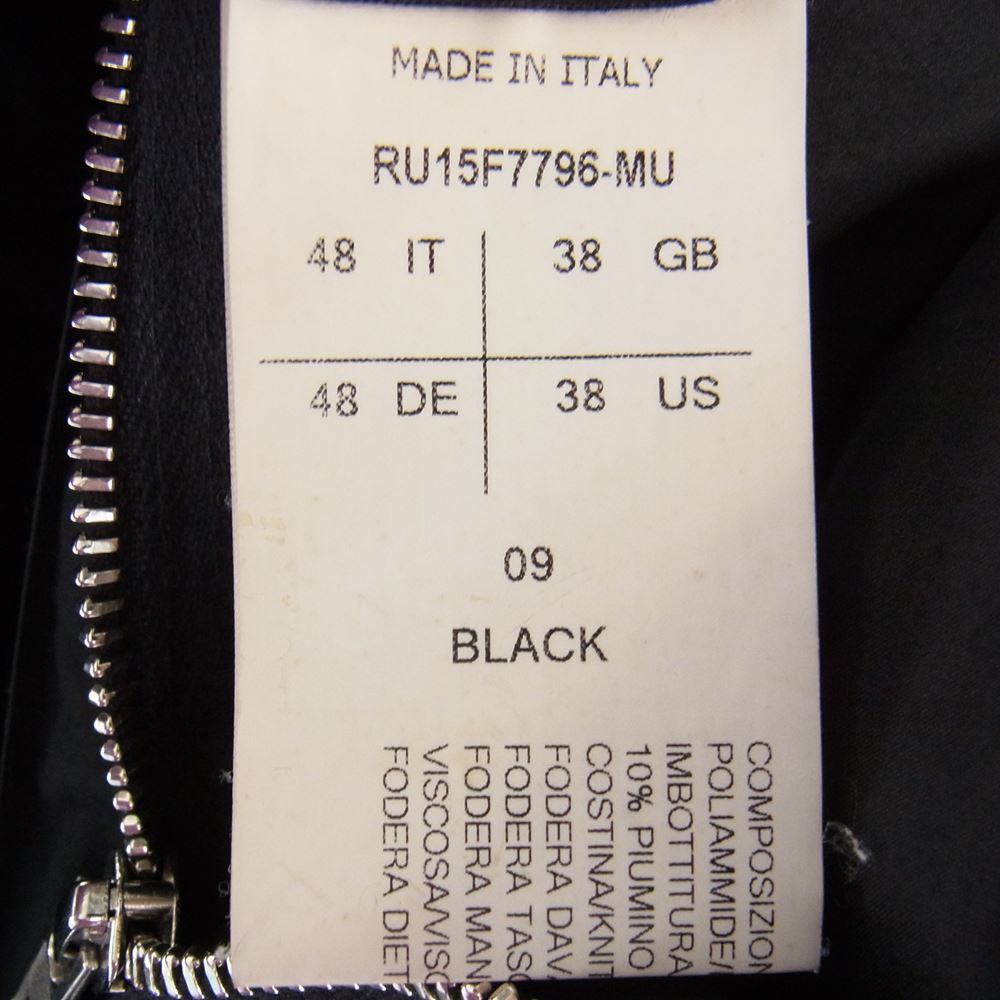 MADE IN ITALY
RU15F7796-MU
48 IT 38 GB
48 DE 38 US
09
BLACK
COMPOSIZION
POLIAMMIDE/
IMBOTTITURA
10% PIUMINO
COSTINA/KNIT
FODERA DAVA
FODERA TASC
FODERA MAN
VISCOSA/VISC
FODERA DIET